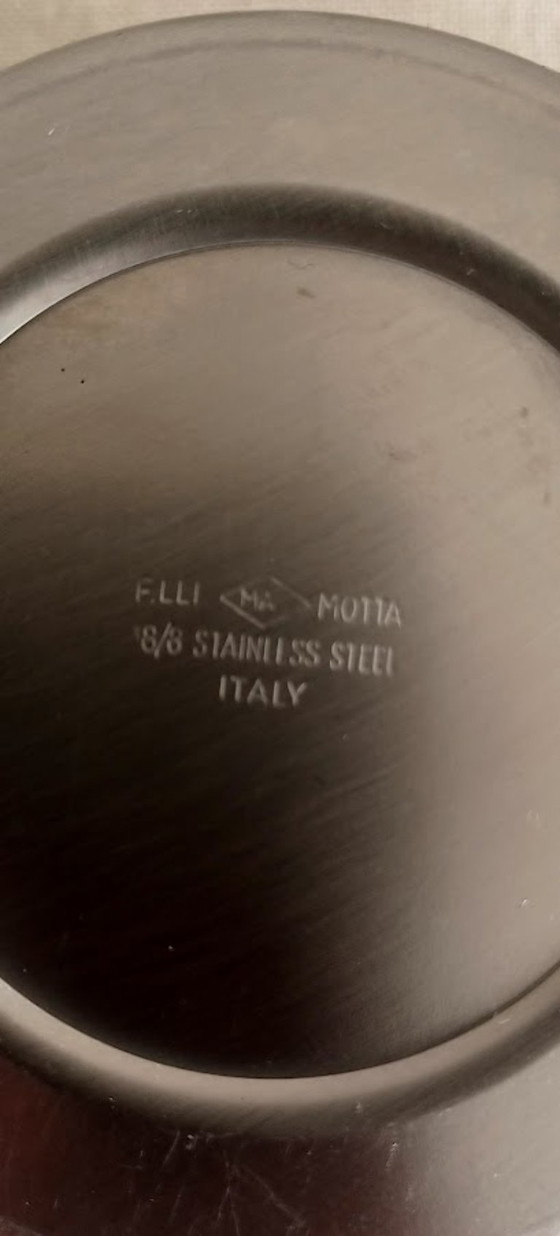 F.LLI MA MOTTA
18/8 STAINLESS STEEL
ITALY